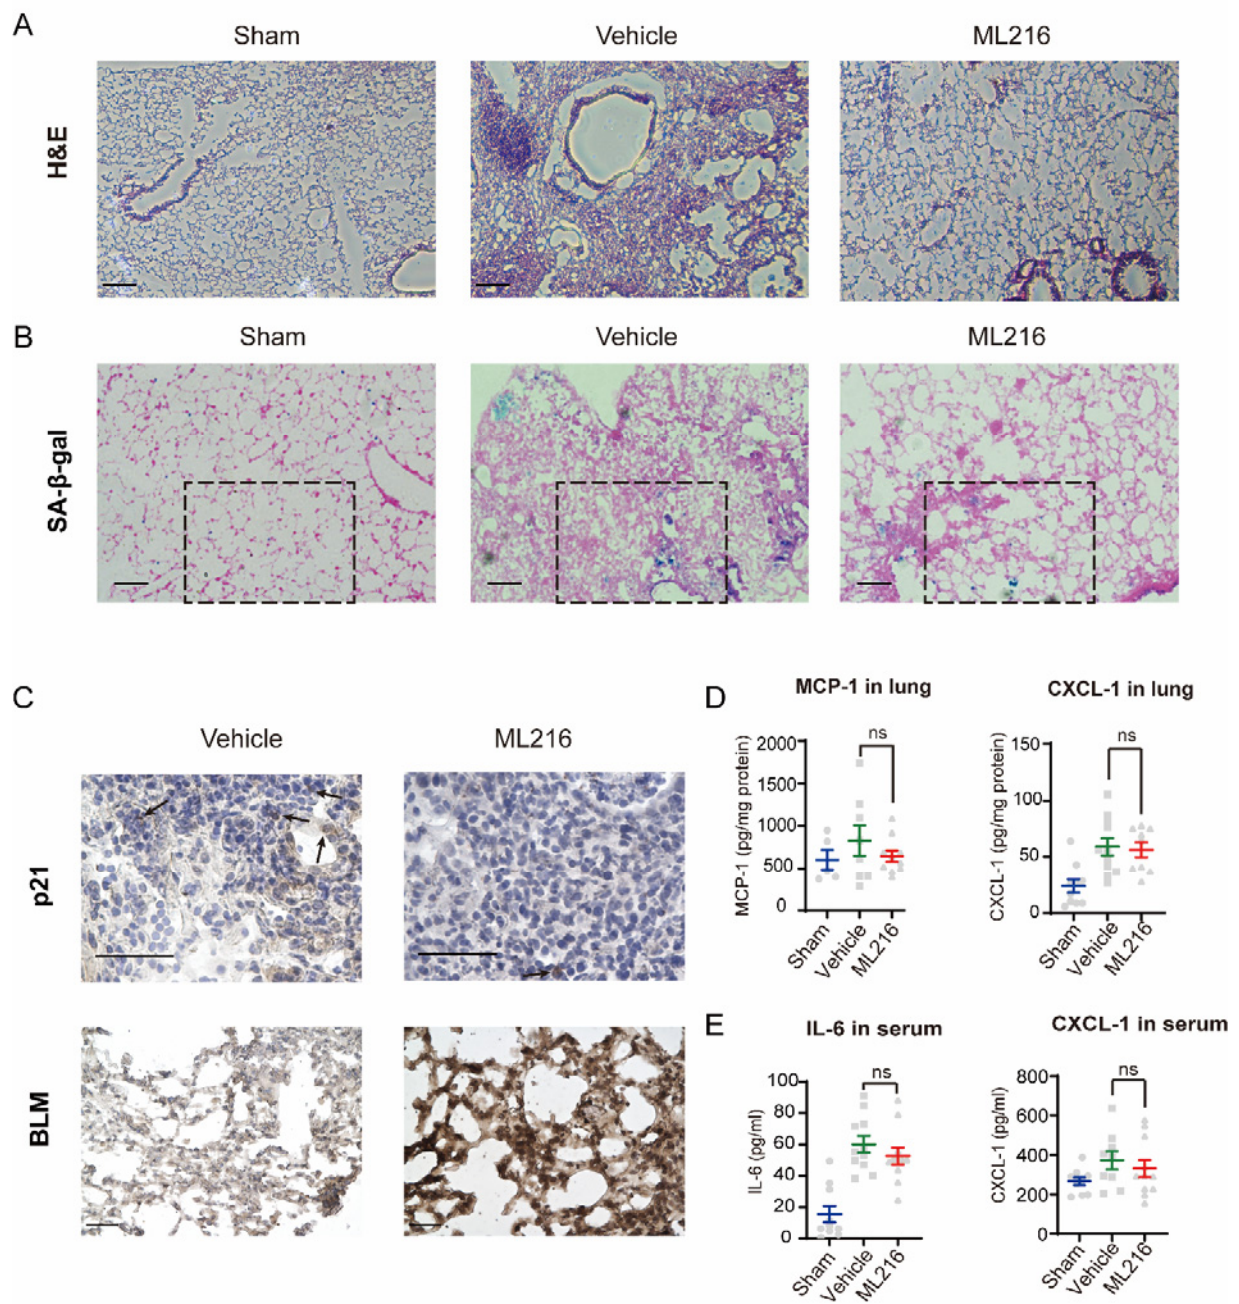 A
Sham Vehicle ML216
H&E
B
Sham Vehicle ML216
SA-β-gal
C
Vehicle ML216
p21
BLM
D
MCP-1 in lung
MCP-1 (pg/mg protein)
2000
1500
1000
500
0
ns
Sham
Vehicle
ML216
CXCL-1 in lung
CXCL-1 (pg/mg protein)
150
100
50
0
ns
Sham
Vehicle
ML216
E
IL-6 in serum
IL-6 (pg/ml)
100
80
60
40
20
0
ns
Sham
Vehicle
ML216
CXCL-1 in serum
CXCL-1 (pg/ml)
800
600
400
200
0
ns
Sham
Vehicle
ML216